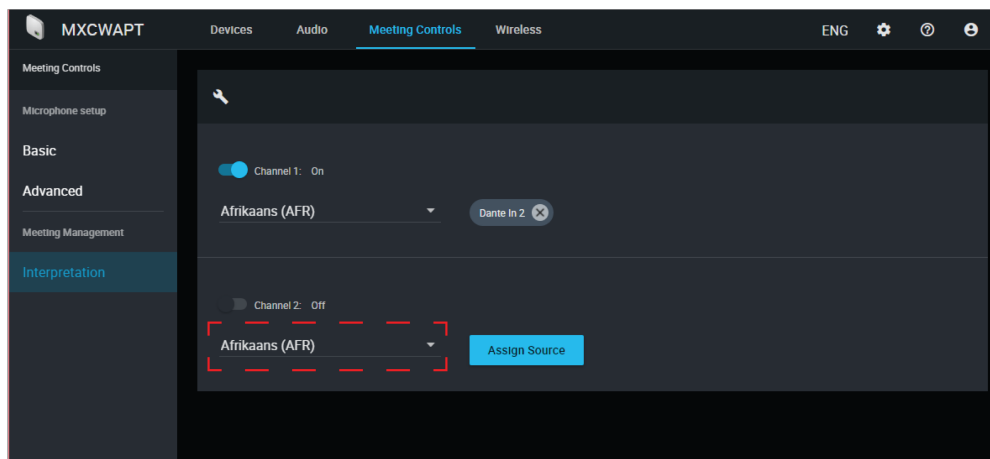 MXCWAPT
Devices
Audio
Meeting Controls
Wireless
ENG
Meeting Controls
Microphone setup
Basic
Advanced
Meeting Management
Interpretation
Channel 1: On
Afrikaans (AFR)
Dante In 2
Channel 2: Off
Afrikaans (AFR)
Assign Source